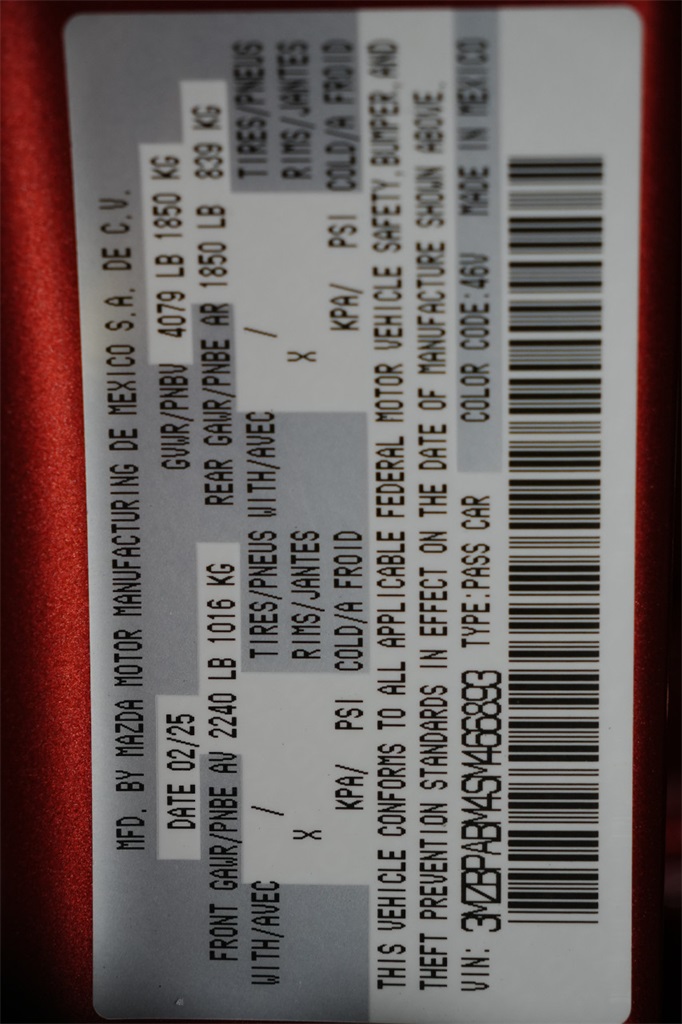 MFD. BY MAZDA MOTOR MANUFACTURING DE MEXICO S.A. DE C.V.
DATE 02/25 GVWR/PNBV 4079 LB 1850 KG
FRONT GAWR/PNBE AV 2240 LB 1016 KG REAR GAWR/PNBE AR 1850 LB 839 KG
WITH/AVEC / TIRES/PNEUS WITH/AVEC / TIRES/PNEUS
X RIMS/JANTES X RIMS/JANTES
KPA/ PSI COLD/A FROID KPA/ PSI COLD/A FROID
THIS VEHICLE CONFORMS TO ALL APPLICABLE FEDERAL MOTOR VEHICLE SAFETY, BUMPER, AND
THEFT PREVENTION STANDARDS IN EFFECT ON THE DATE OF MANUFACTURE SHOWN ABOVE.
VIN: 3MZBPABM4SM466893 TYPE:PASS CAR COLOR CODE:46V MADE IN MEXICO